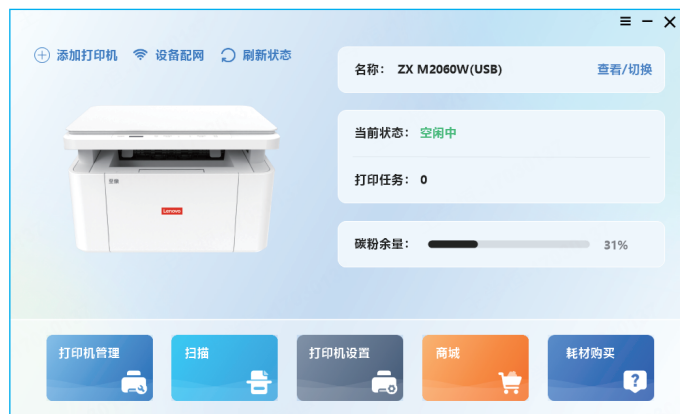 添加打印机 设备配网 刷新状态
名称： ZX M2060W(USB) 查看/切换
当前状态： 空闲中
打印任务： 0
至像
Lenovo
碳粉余量： 31%
打印机管理 扫描 打印机设置 商城 耗材购买